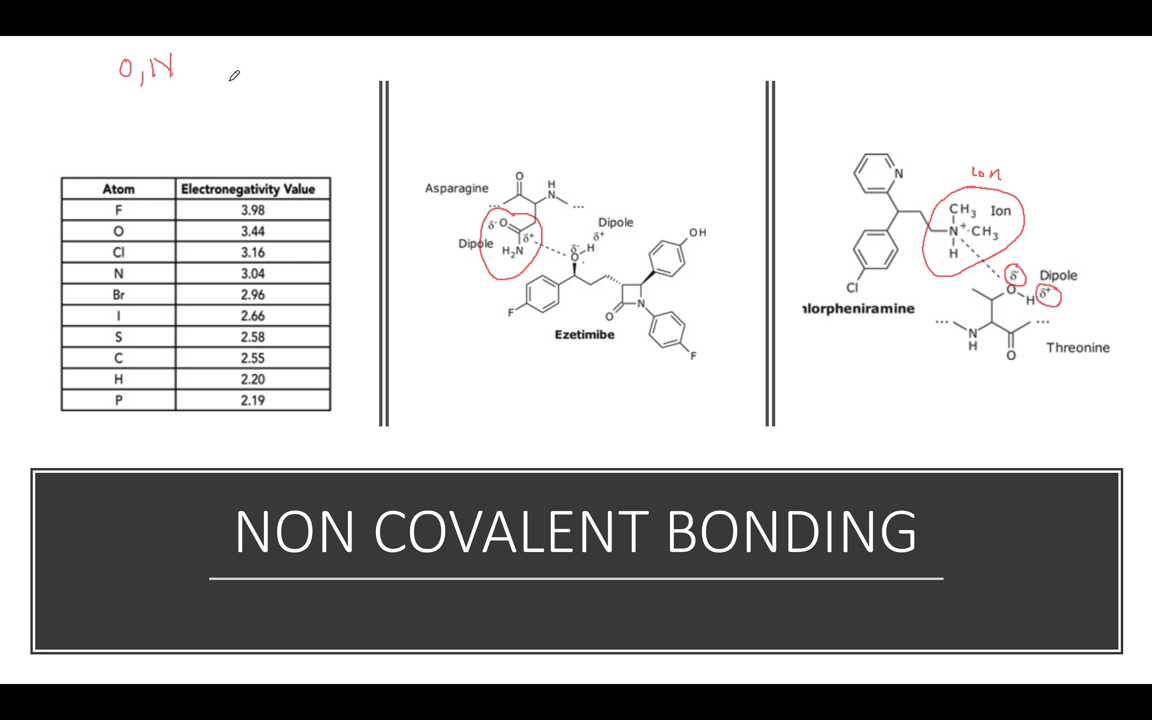 O, N
Atom Electronegativity Value
F 3.98
O 3.44
Cl 3.16
N 3.04
Br 2.96
I 2.66
S 2.58
C 2.55
H 2.20
P 2.19
Asparagine
O
H
N
... ...
δ- O
δ+
Dipole
H₂N
Dipole
δ+
δ-
H
O
OH
F
O
N
F
Ezetimibe
Ion
N
CH₃ Ion
N+ CH₃
H
Cl
δ- Dipole
O
H δ+
hlorpheniramine
... ...
N
H
O
Threonine
NON COVALENT BONDING